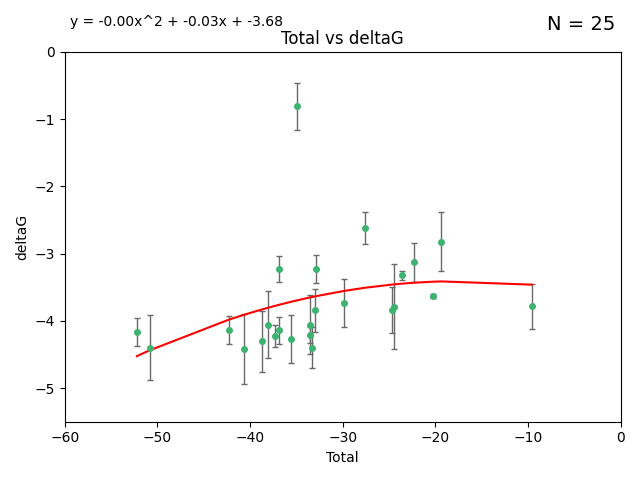 y = -0.00x^2 + -0.03x + -3.68
N = 25
Total vs deltaG
0
−1
−2
−3
−4
−5
deltaG
−60
−50
−40
−30
−20
−10
0
Total